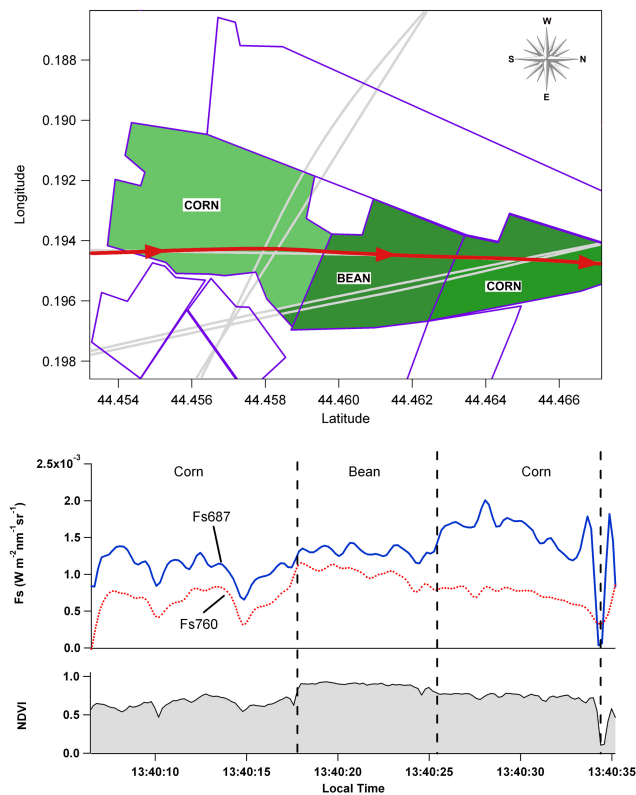 W
S
N
E
0.188
0.190
0.192
0.194
0.196
0.198
Longitude
CORN
BEAN
CORN
44.454 44.456 44.458 44.460 44.462 44.464 44.466
Latitude
2.5x10⁻³
2.0
1.5
1.0
0.5
0.0
Fs (W m⁻²nm⁻¹sr⁻¹)
Corn Bean Corn
Fs687
Fs760
1.0
0.5
0.0
NDVI
13:40:10 13:40:15 13:40:20 13:40:25 13:40:30 13:40:35
Local Time